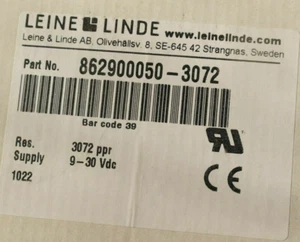 LEINE LINDE www.leinelinde.com
Leine & Linde AB, Olivehällsv. 8, SE-645 42 Strangnas, Sweden
Part No. 862900050-3072
Bar code 39
Res. 3072 ppr
Supply 9-30 Vdc
1022
CE